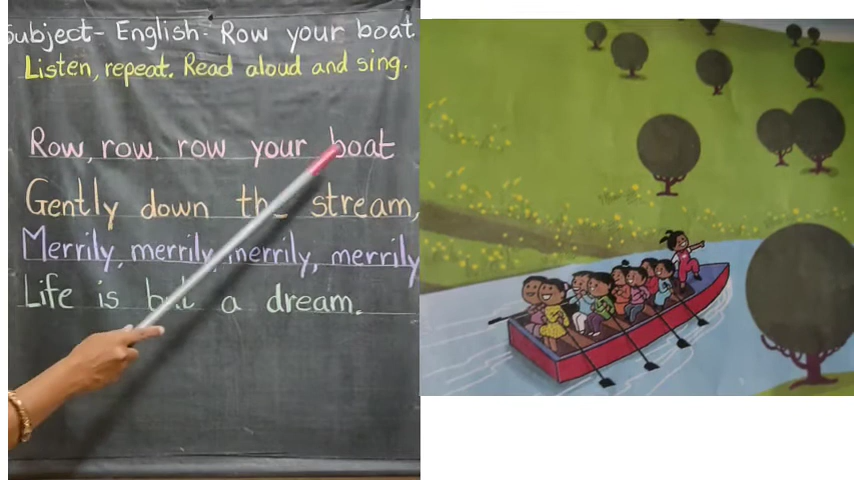 Subject- English- Row your boat
Listen, repeat. Read aloud and sing.
Row, row, row your boat
Gently down the stream,
Merrily, merrily, merrily, merrily
Life is but a dream.